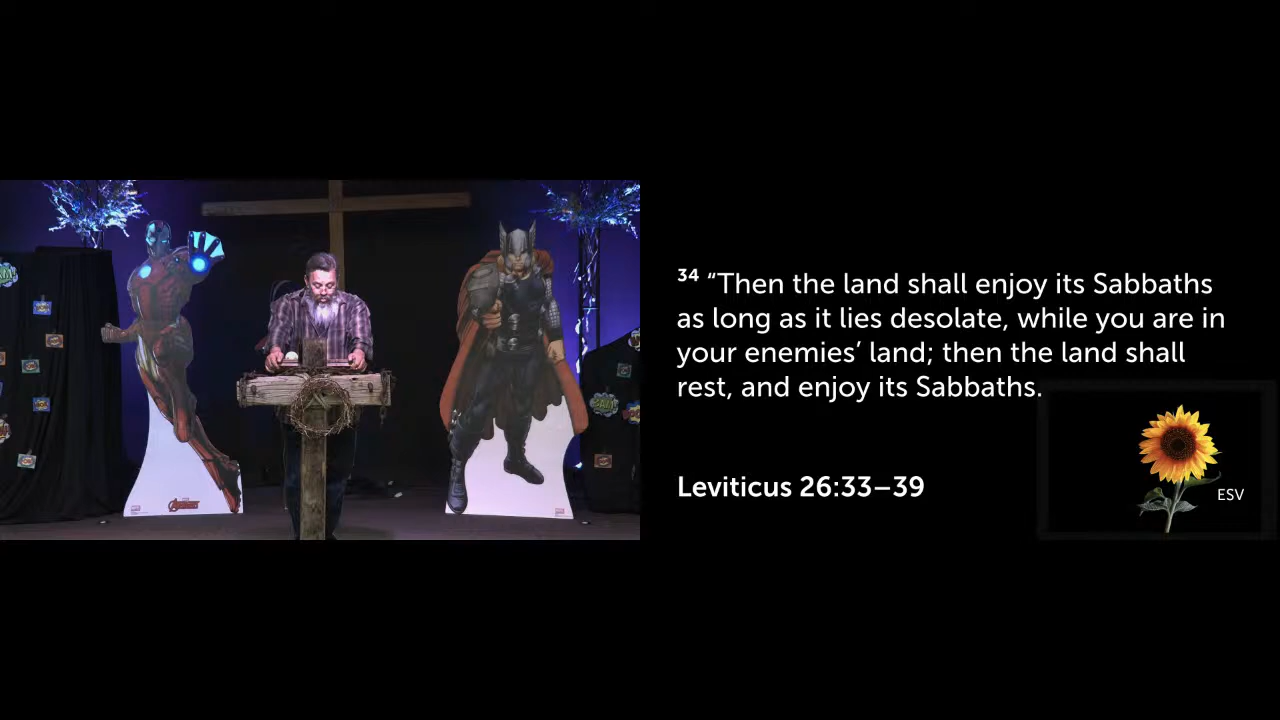 34 “Then the land shall enjoy its Sabbaths
as long as it lies desolate, while you are in
your enemies’ land; then the land shall
rest, and enjoy its Sabbaths.
Leviticus 26:33–39
ESV
AVENGERS